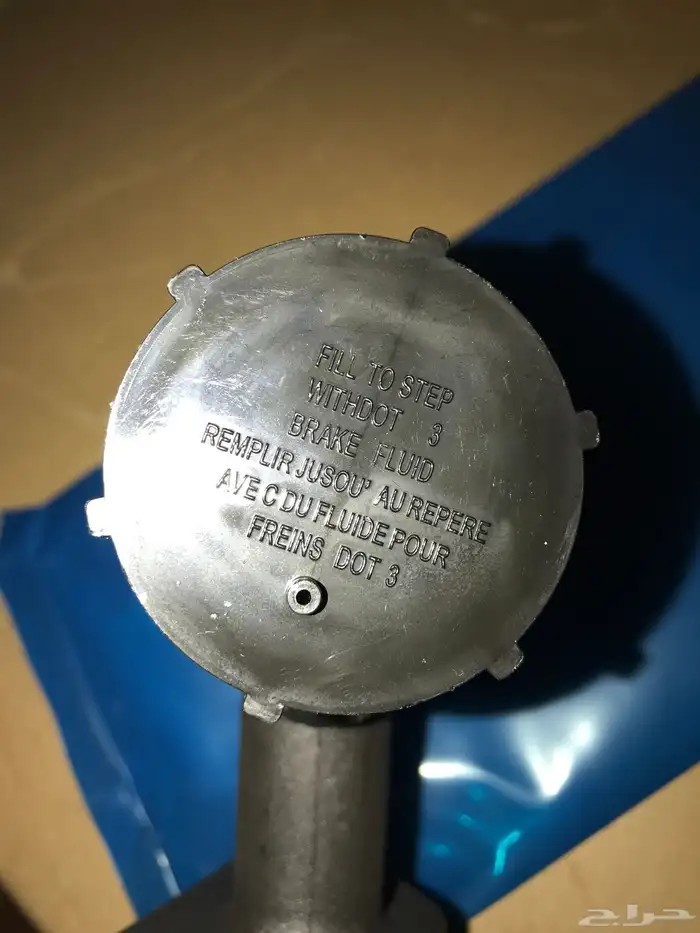 FILL TO STEP
WITHDOT 3
BRAKE FLUID
REMPLIR JUSQU' AU REPERE
AVE C DU FLUIDE POUR
FREINS DOT 3
حراج